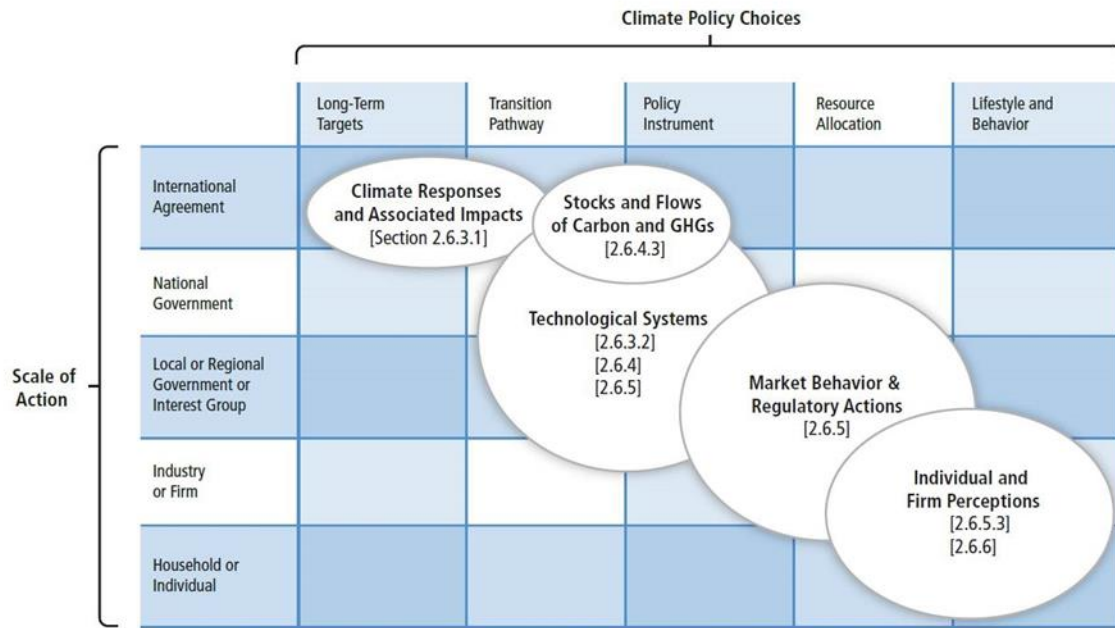 Climate Policy Choices
Long-Term
Targets
Transition
Pathway
Policy
Instrument
Resource
Allocation
Lifestyle and
Behavior
Scale of
Action
International
Agreement
National
Government
Local or Regional
Government or
Interest Group
Industry
or Firm
Household or
Individual
Climate Responses
and Associated Impacts
[Section 2.6.3.1]
Stocks and Flows
of Carbon and GHGs
[2.6.4.3]
Technological Systems
[2.6.3.2]
[2.6.4]
[2.6.5]
Market Behavior &
Regulatory Actions
[2.6.5]
Individual and
Firm Perceptions
[2.6.5.3]
[2.6.6]